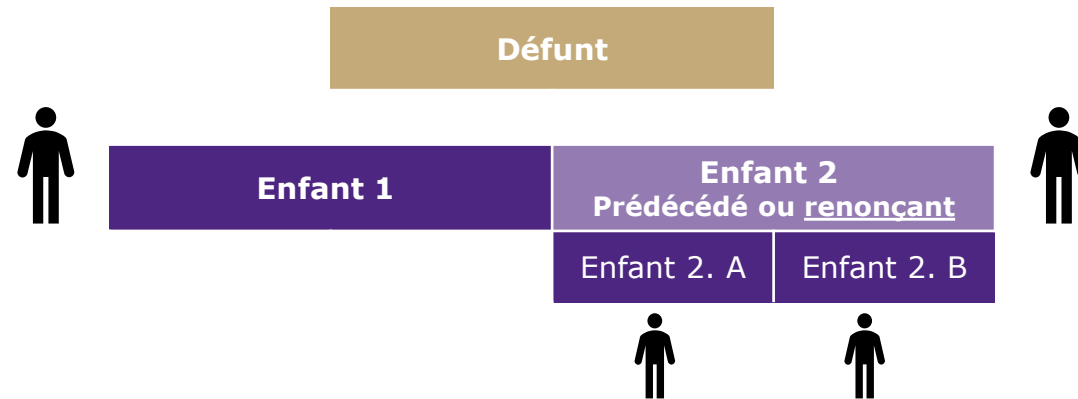 Défunt
Enfant 1
Enfant 2
Prédécédé ou renonçant
Enfant 2. A
Enfant 2. B